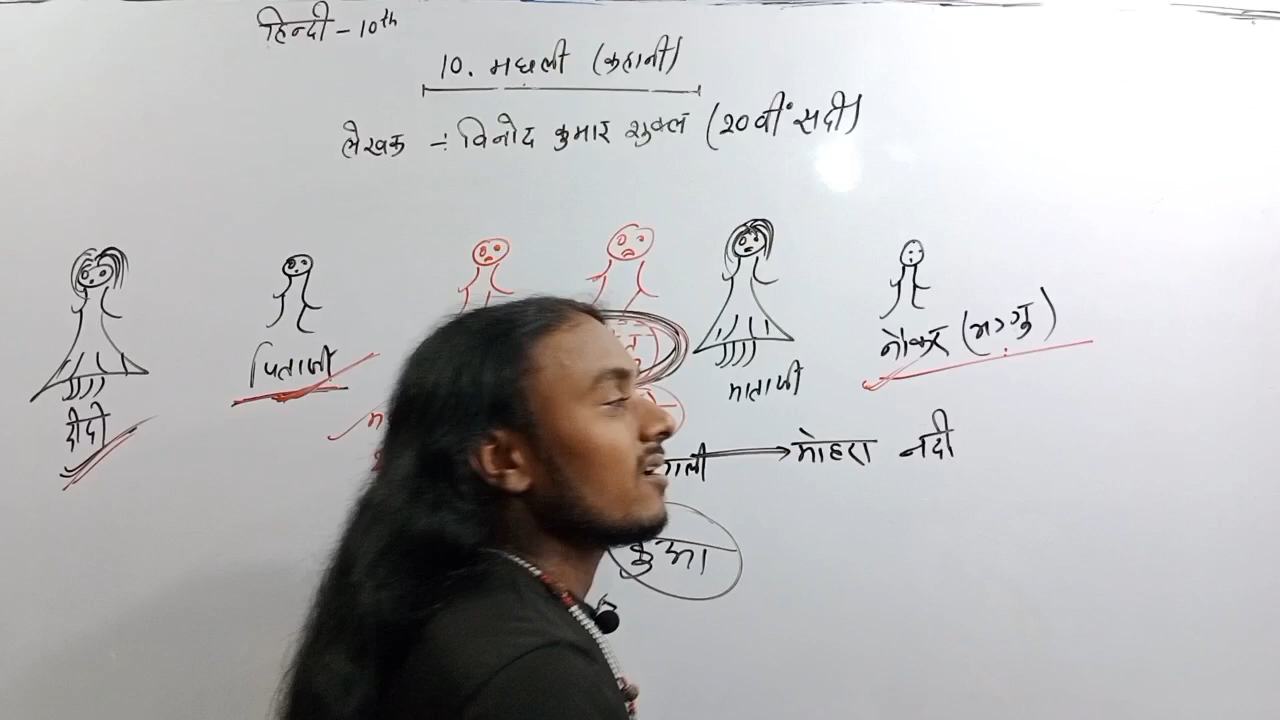 हिन्दी - 10th
10. मछली (कहानी)
लेखक ÷ विनोद कुमार शुक्ल (20वीं सदी)
दीदी
पिताजी
माताजी
नौकर (भग्गु)
मोहरा नदी
कुआ